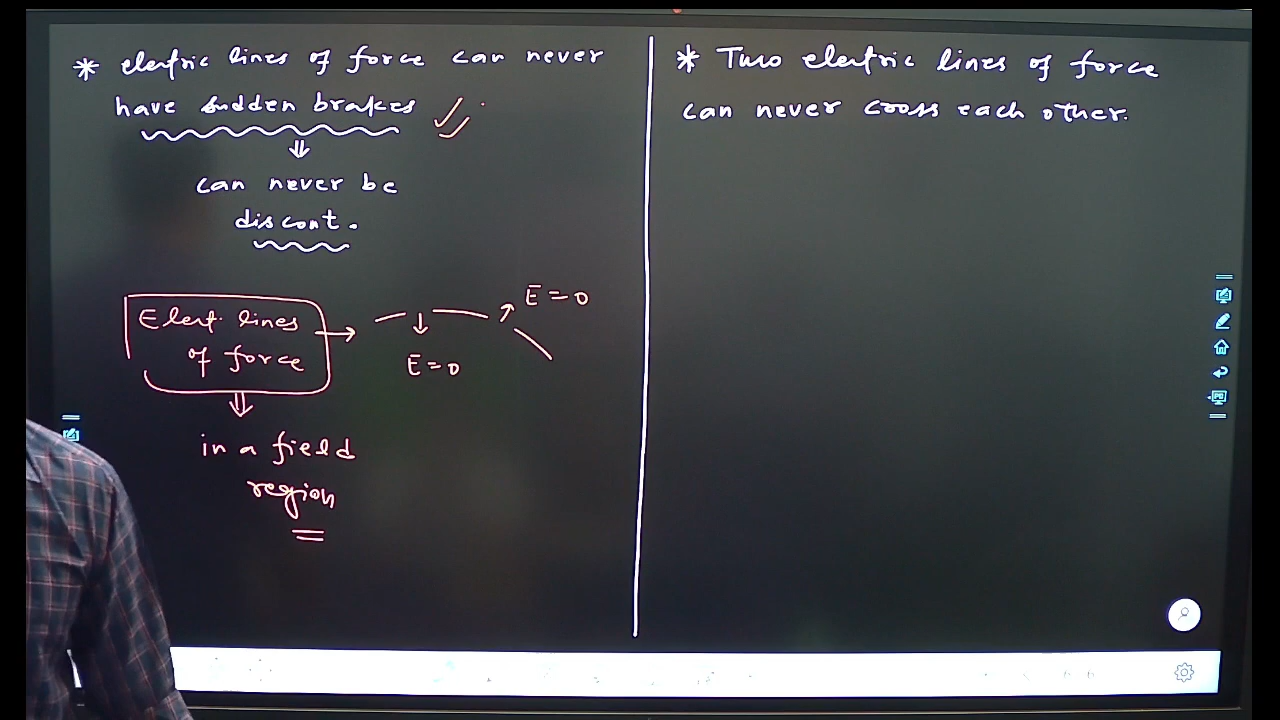 * electric lines of force can never
have sudden brakes
⇓
can never be
discont.
Elect. lines
of force
→
E = 0
E = 0
⇓
in a field
region
* Two electric lines of force
can never cross each other.